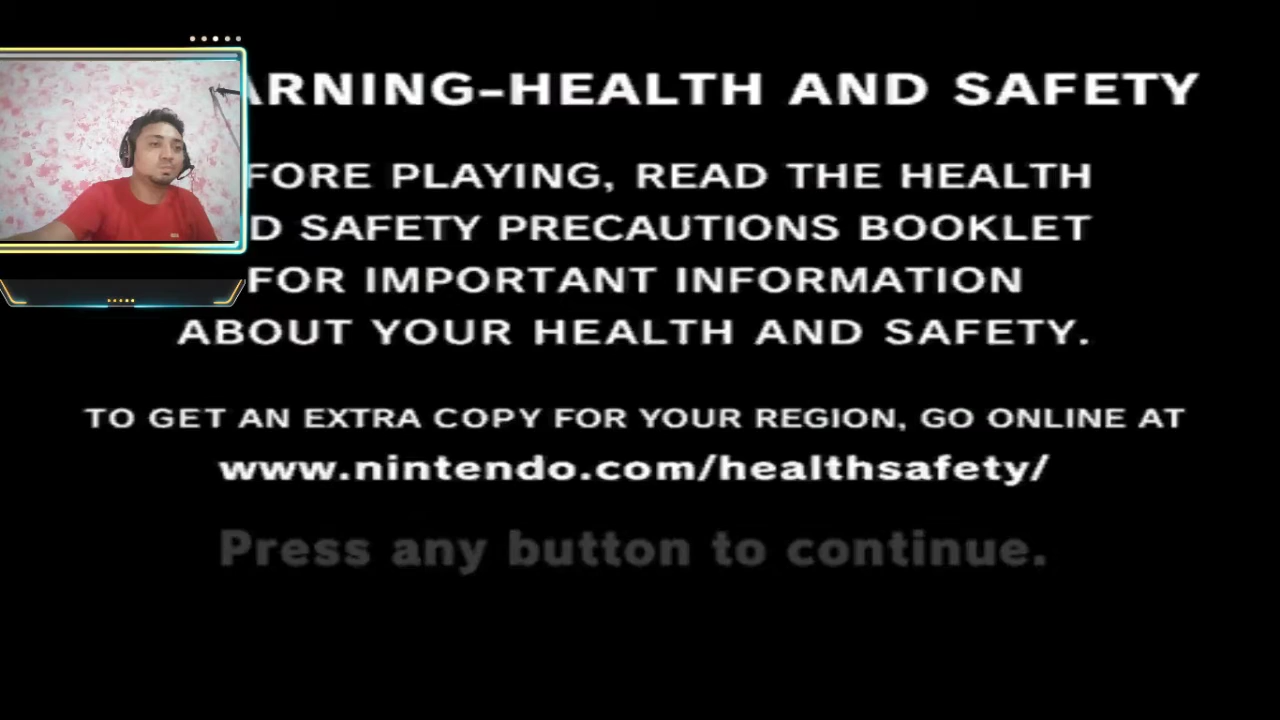 ARNING-HEALTH AND SAFETY
FORE PLAYING, READ THE HEALTH
D SAFETY PRECAUTIONS BOOKLET
FOR IMPORTANT INFORMATION
ABOUT YOUR HEALTH AND SAFETY.
TO GET AN EXTRA COPY FOR YOUR REGION, GO ONLINE AT
www.nintendo.com/healthsafety/
Press any button to continue.